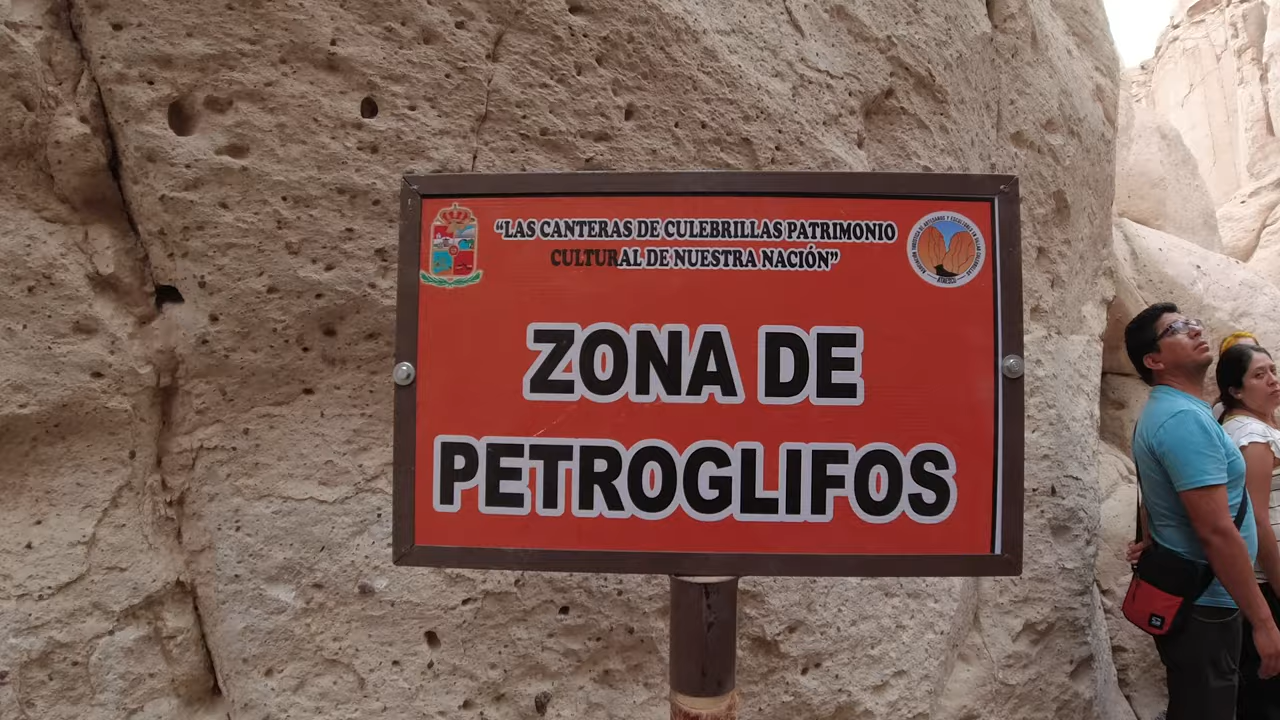 “LAS CANTERAS DE CULEBRILLAS PATRIMONIO
CULTURAL DE NUESTRA NACIÓN”
ZONA DE
PETROGLIFOS